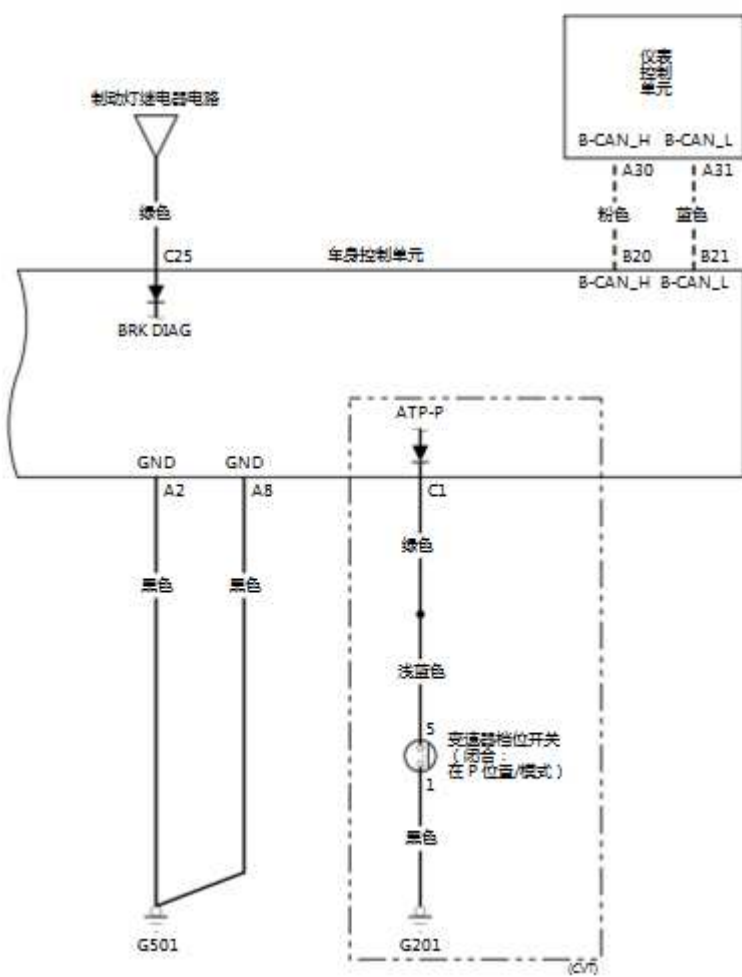 仪表
控制
单元
B-CAN_H B-CAN_L
A30 A31
制动灯继电器电路
绿色
粉色 蓝色
C25 车身控制单元 B20 B21
B-CAN_H B-CAN_L
BRK DIAG
ATP-P
GND GND
A2 A8 C1
绿色
黑色 黑色
浅蓝色
5
变速器档位开关
（闭合：
在 P 位置/模式）
1
黑色
G501 G201
(CVT)